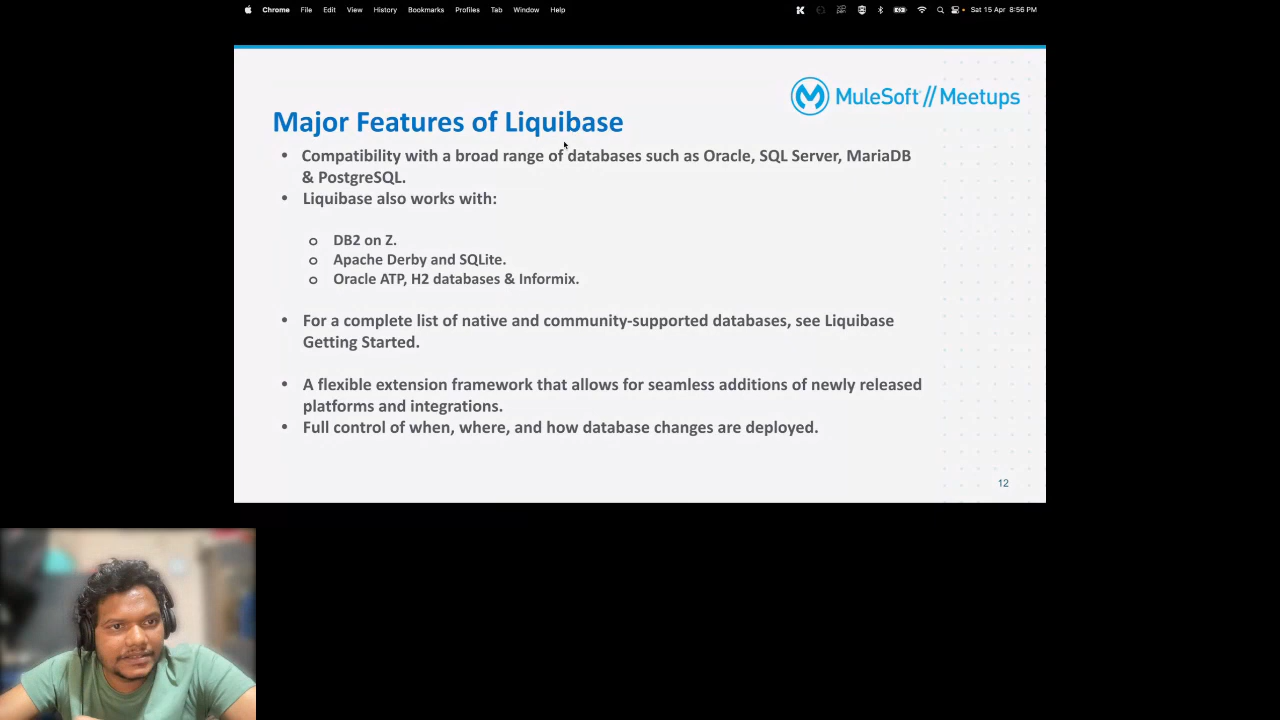 Chrome File Edit View History Bookmarks Profiles Tab Window Help Sat 15 Apr 8:56 PM
MuleSoft // Meetups
Major Features of Liquibase
• Compatibility with a broad range of databases such as Oracle, SQL Server, MariaDB
& PostgreSQL.
• Liquibase also works with:
o DB2 on Z.
o Apache Derby and SQLite.
o Oracle ATP, H2 databases & Informix.
• For a complete list of native and community-supported databases, see Liquibase
Getting Started.
• A flexible extension framework that allows for seamless additions of newly released
platforms and integrations.
• Full control of when, where, and how database changes are deployed.
12